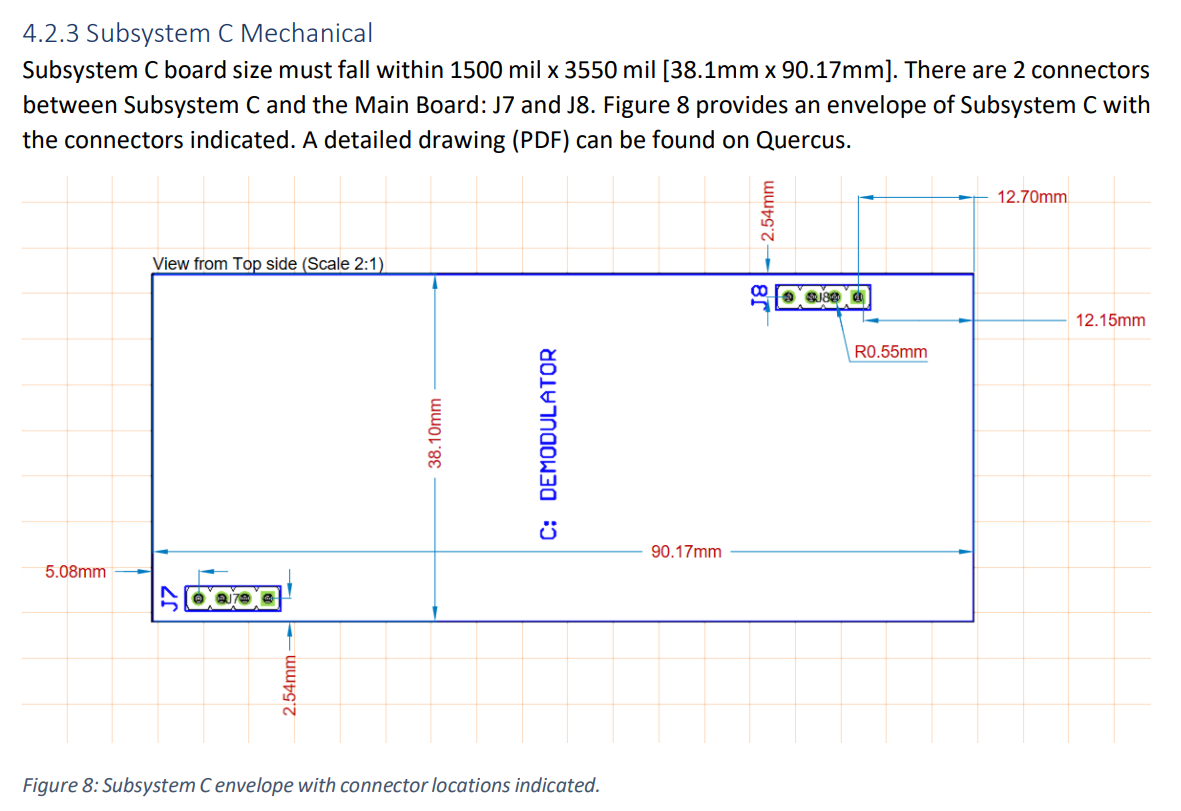 4.2.3 Subsystem C Mechanical
Subsystem C board size must fall within 1500 mil x 3550 mil [38.1mm x 90.17mm]. There are 2 connectors
between Subsystem C and the Main Board: J7 and J8. Figure 8 provides an envelope of Subsystem C with
the connectors indicated. A detailed drawing (PDF) can be found on Quercus.
2.54mm
12.70mm
View from Top side (Scale 2:1)
J8
J8
12.15mm
R0.55mm
38.10mm
C: DEMODULATOR
90.17mm
5.08mm
J7
J7
2.54mm
Figure 8: Subsystem C envelope with connector locations indicated.